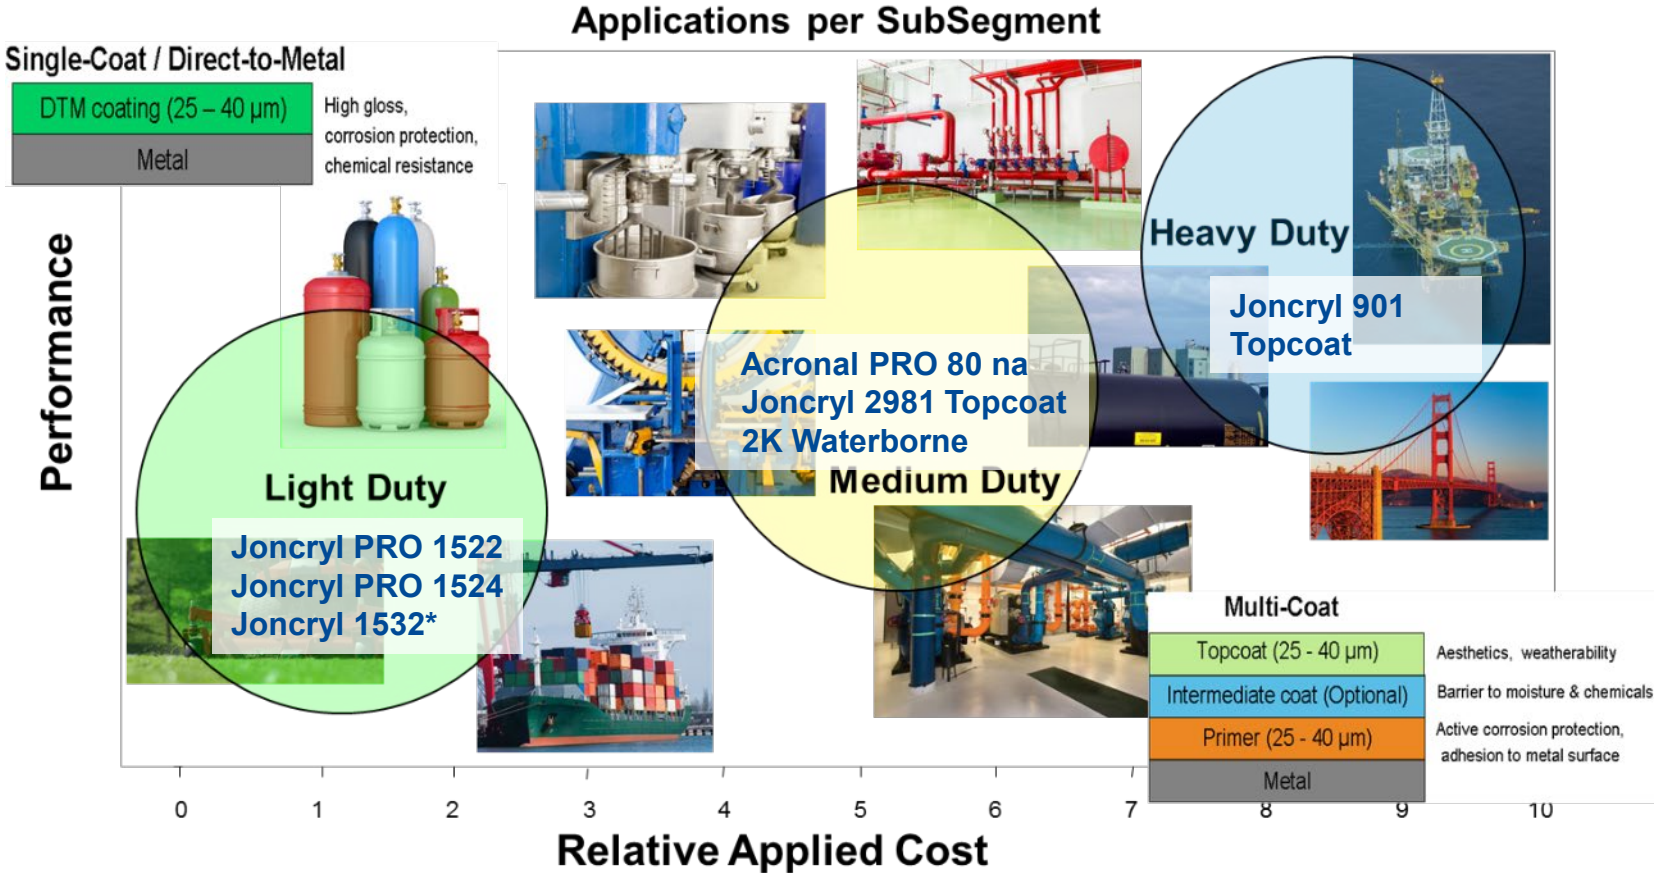 Applications per SubSegment
Single-Coat / Direct-to-Metal
DTM coating (25 – 40 µm)
Metal
High gloss,
corrosion protection,
chemical resistance
Performance
Heavy Duty
Joncryl 901
Topcoat
Acronal PRO 80 na
Joncryl 2981 Topcoat
2K Waterborne
Medium Duty
Light Duty
Joncryl PRO 1522
Joncryl PRO 1524
Joncryl 1532*
Multi-Coat
Topcoat (25 - 40 µm)
Aesthetics, weatherability
Intermediate coat (Optional)
Barrier to moisture & chemicals
Primer (25 - 40 µm)
Active corrosion protection,
adhesion to metal surface
Metal
0 1 2 3 4 5 6 7 8 9 10
Relative Applied Cost